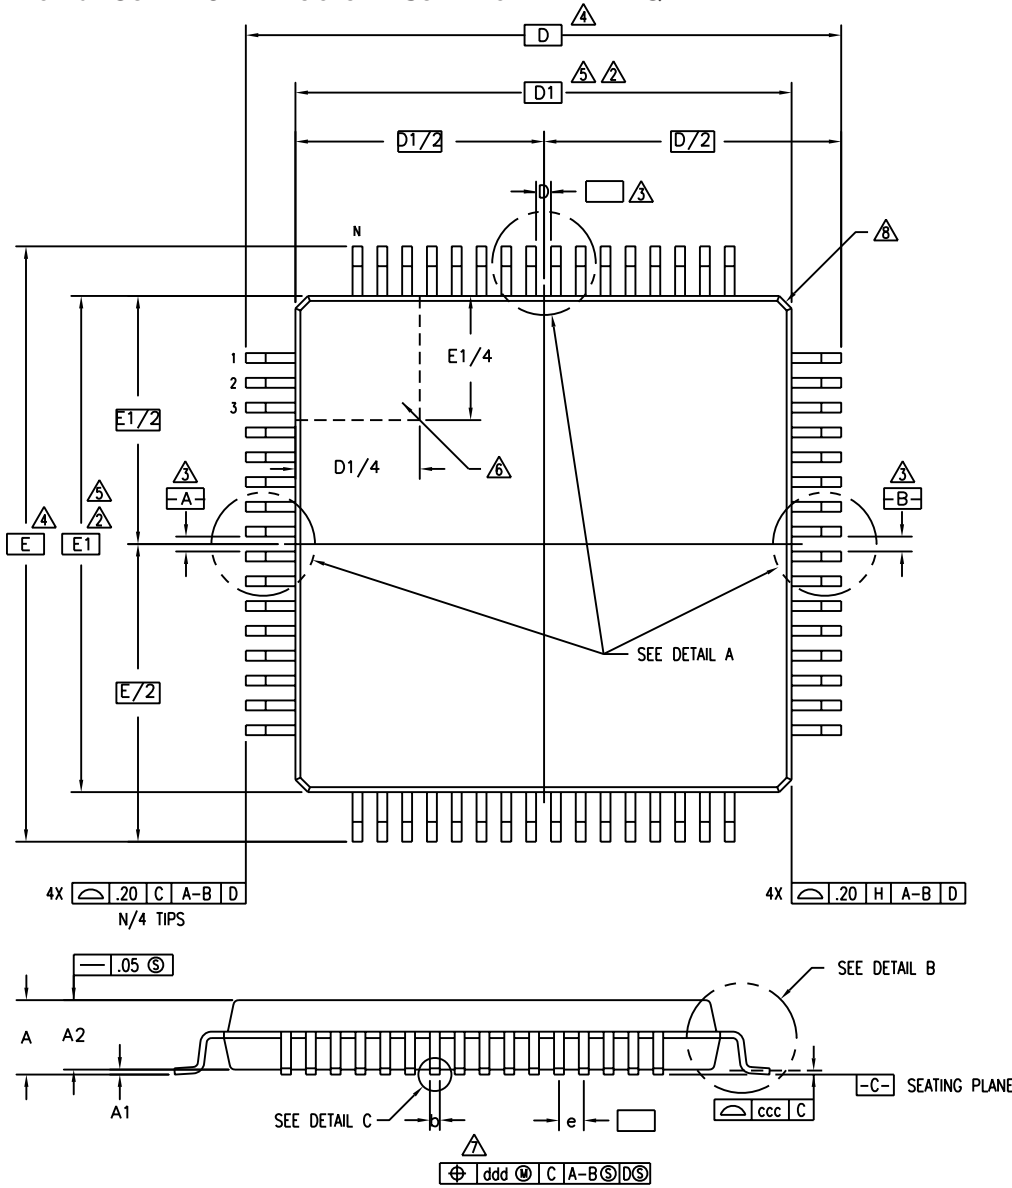 4
D
5 2
D1
D1/2 D/2
D 3
N
8
E1/4
1
2
3
E1/2
D1/4 6
3
-A-
3
-B-
4
E
5
2
E1
SEE DETAIL A
E/2
4X .20 C A-B D
N/4 TIPS
4X .20 H A-B D
.05 Ⓢ
SEE DETAIL B
A A2
A1
-C- SEATING PLANE
ccc C
SEE DETAIL C b e
7
⌖ ddd Ⓜ C A-BⓈ DⓈ